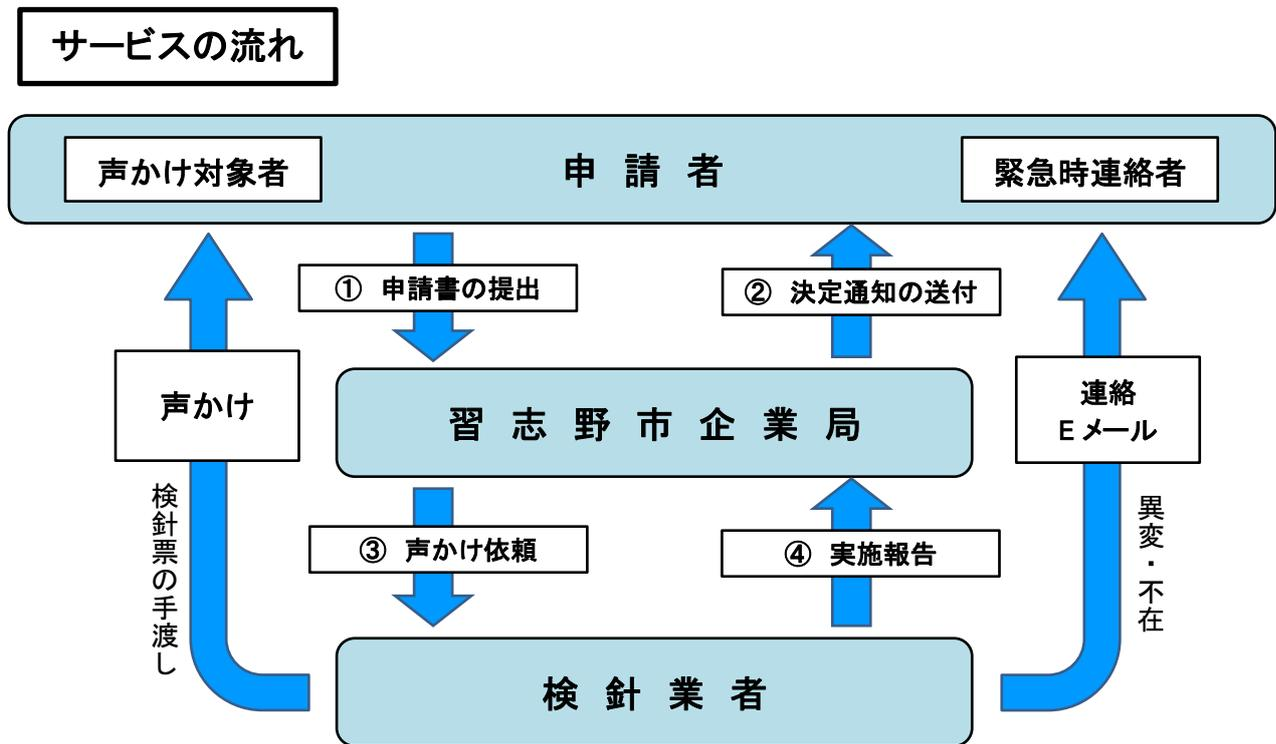 サービスの流れ
声かけ対象者
申請者
緊急時連絡者
① 申請書の提出
② 決定通知の送付
声かけ
習志野市企業局
連絡
Eメール
検針票の手渡し
③ 声かけ依頼
④ 実施報告
異変・不在
検針業者